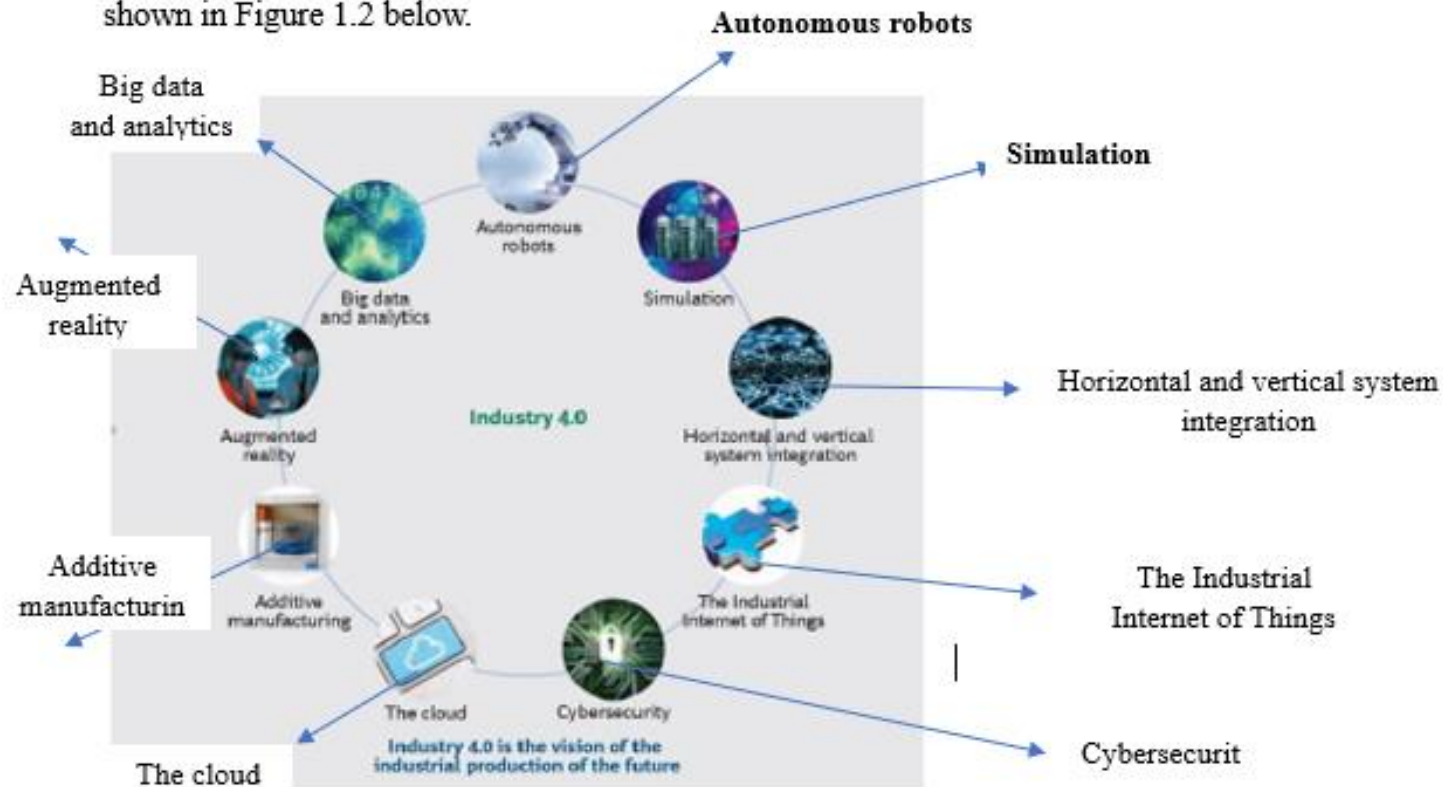 shown in Figure 1.2 below.
Autonomous robots
Big data
and analytics
Simulation
Autonomous
robots
Big data
and analytics
Simulation
Augmented
reality
Augmented
reality
Industry 4.0
Horizontal and vertical
system integration
Horizontal and vertical system
integration
Additive
manufacturin
Additive
manufacturing
The Industrial
Internet of Things
The Industrial
Internet of Things
The cloud
Cybersecurity
Industry 4.0 is the vision of the
industrial production of the future
The cloud
Cybersecurit